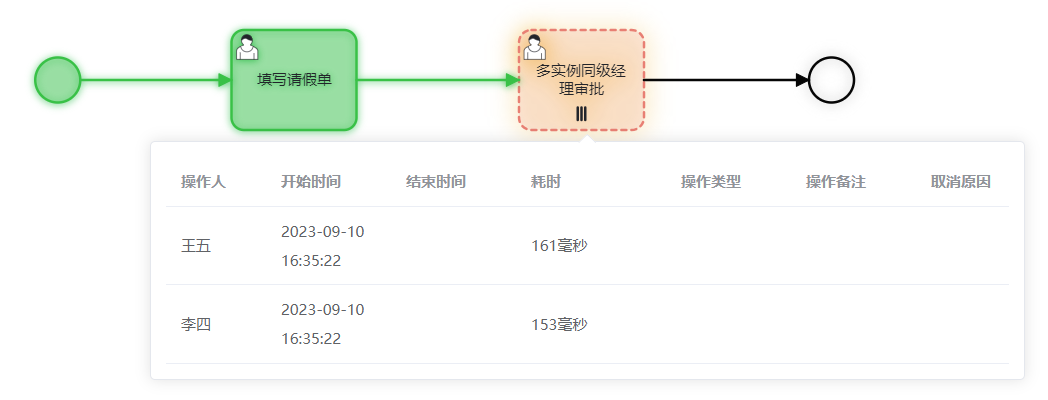 填写请假单
多实例同级经
理审批
操作人 开始时间 结束时间 耗时 操作类型 操作备注 取消原因
王五 2023-09-10 16:35:22 161毫秒
李四 2023-09-10 16:35:22 153毫秒